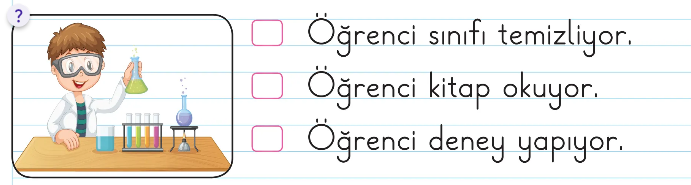 ?
Öğrenci sınıfı temizliyor.
Öğrenci kitap okuyor.
Öğrenci deney yapıyor.